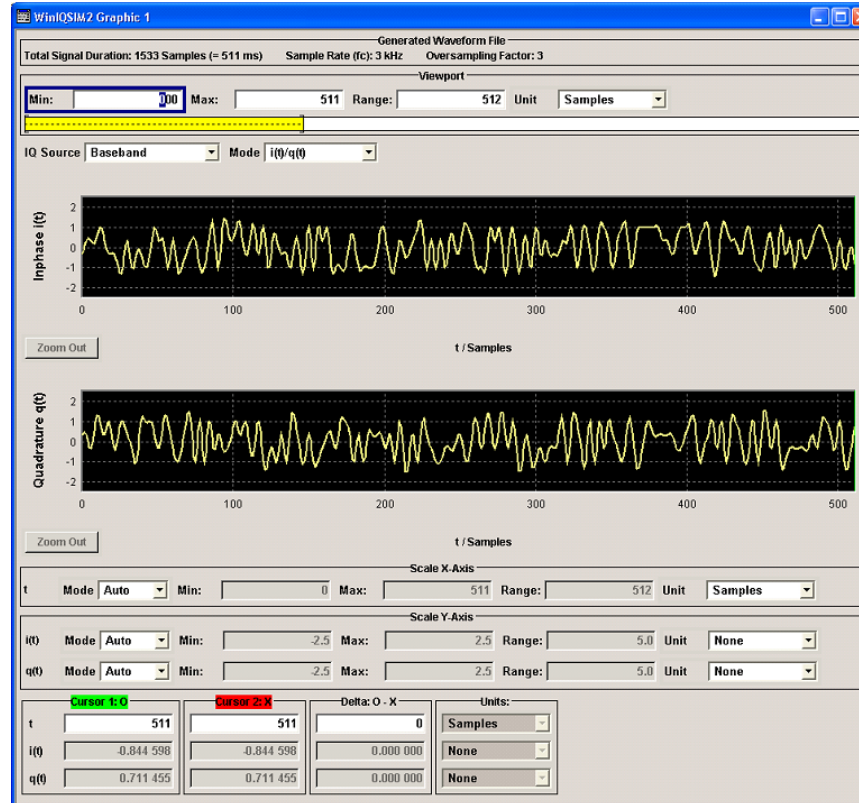 WinIQSIM2 Graphic 1
Generated Waveform File
Total Signal Duration: 1533 Samples (= 511 ms) Sample Rate (fc): 3 kHz Oversampling Factor: 3
Viewport
Min: 000 Max: 511 Range: 512 Unit Samples
IQ Source Baseband Mode i(t)/q(t)
Inphase i(t)
2
1
0
-1
-2
0 100 200 300 400 500
Zoom Out t / Samples
Quadrature q(t)
2
1
0
-1
-2
0 100 200 300 400 500
Zoom Out t / Samples
Scale X-Axis
t Mode Auto Min: 0 Max: 511 Range: 512 Unit Samples
Scale Y-Axis
i(t) Mode Auto Min: -2.5 Max: 2.5 Range: 5.0 Unit None
q(t) Mode Auto Min: -2.5 Max: 2.5 Range: 5.0 Unit None
Cursor 1: O Cursor 2: X Delta: O - X Units:
t 511 511 0 Samples
i(t) -0.844 598 -0.844 598 0.000 000 None
q(t) 0.711 455 0.711 455 0.000 000 None